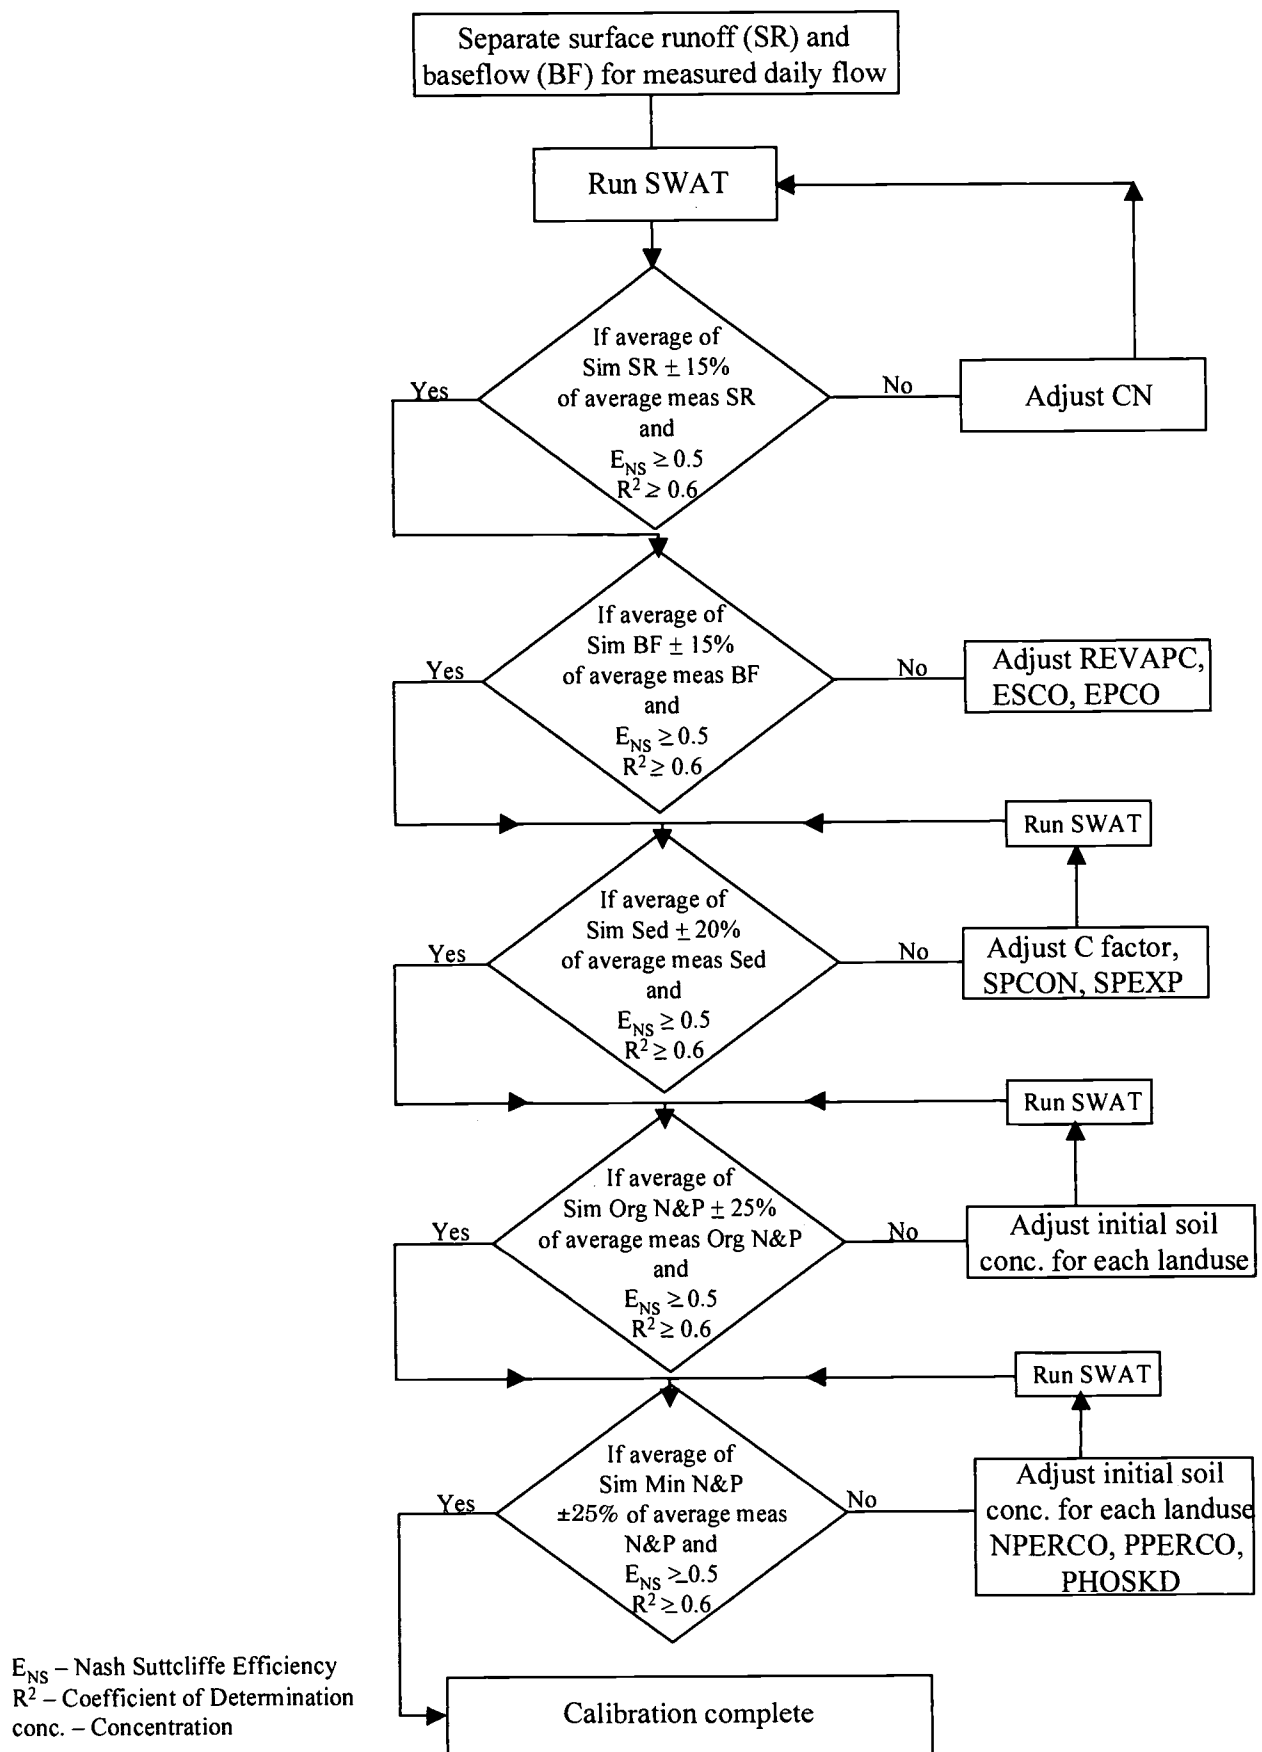 Separate surface runoff (SR) and
baseflow (BF) for measured daily flow
Run SWAT
If average of
Sim SR ± 15%
of average meas SR
and
E_NS ≥ 0.5
R² ≥ 0.6
Yes
No
Adjust CN
If average of
Sim BF ± 15%
of average meas BF
and
E_NS ≥ 0.5
R² ≥ 0.6
Yes
No
Adjust REVAPC,
ESCO, EPCO
Run SWAT
If average of
Sim Sed ± 20%
of average meas Sed
and
E_NS ≥ 0.5
R² ≥ 0.6
Yes
No
Adjust C factor,
SPCON, SPEXP
Run SWAT
If average of
Sim Org N&P ± 25%
of average meas Org N&P
and
E_NS ≥ 0.5
R² ≥ 0.6
Yes
No
Adjust initial soil
conc. for each landuse
Run SWAT
If average of
Sim Min N&P
±25% of average meas
N&P and
E_NS ≥0.5
R² ≥ 0.6
Yes
No
Adjust initial soil
conc. for each landuse
NPERCO, PPERCO,
PHOSKD
E_NS – Nash Suttcliffe Efficiency
R² – Coefficient of Determination
conc. – Concentration
Calibration complete